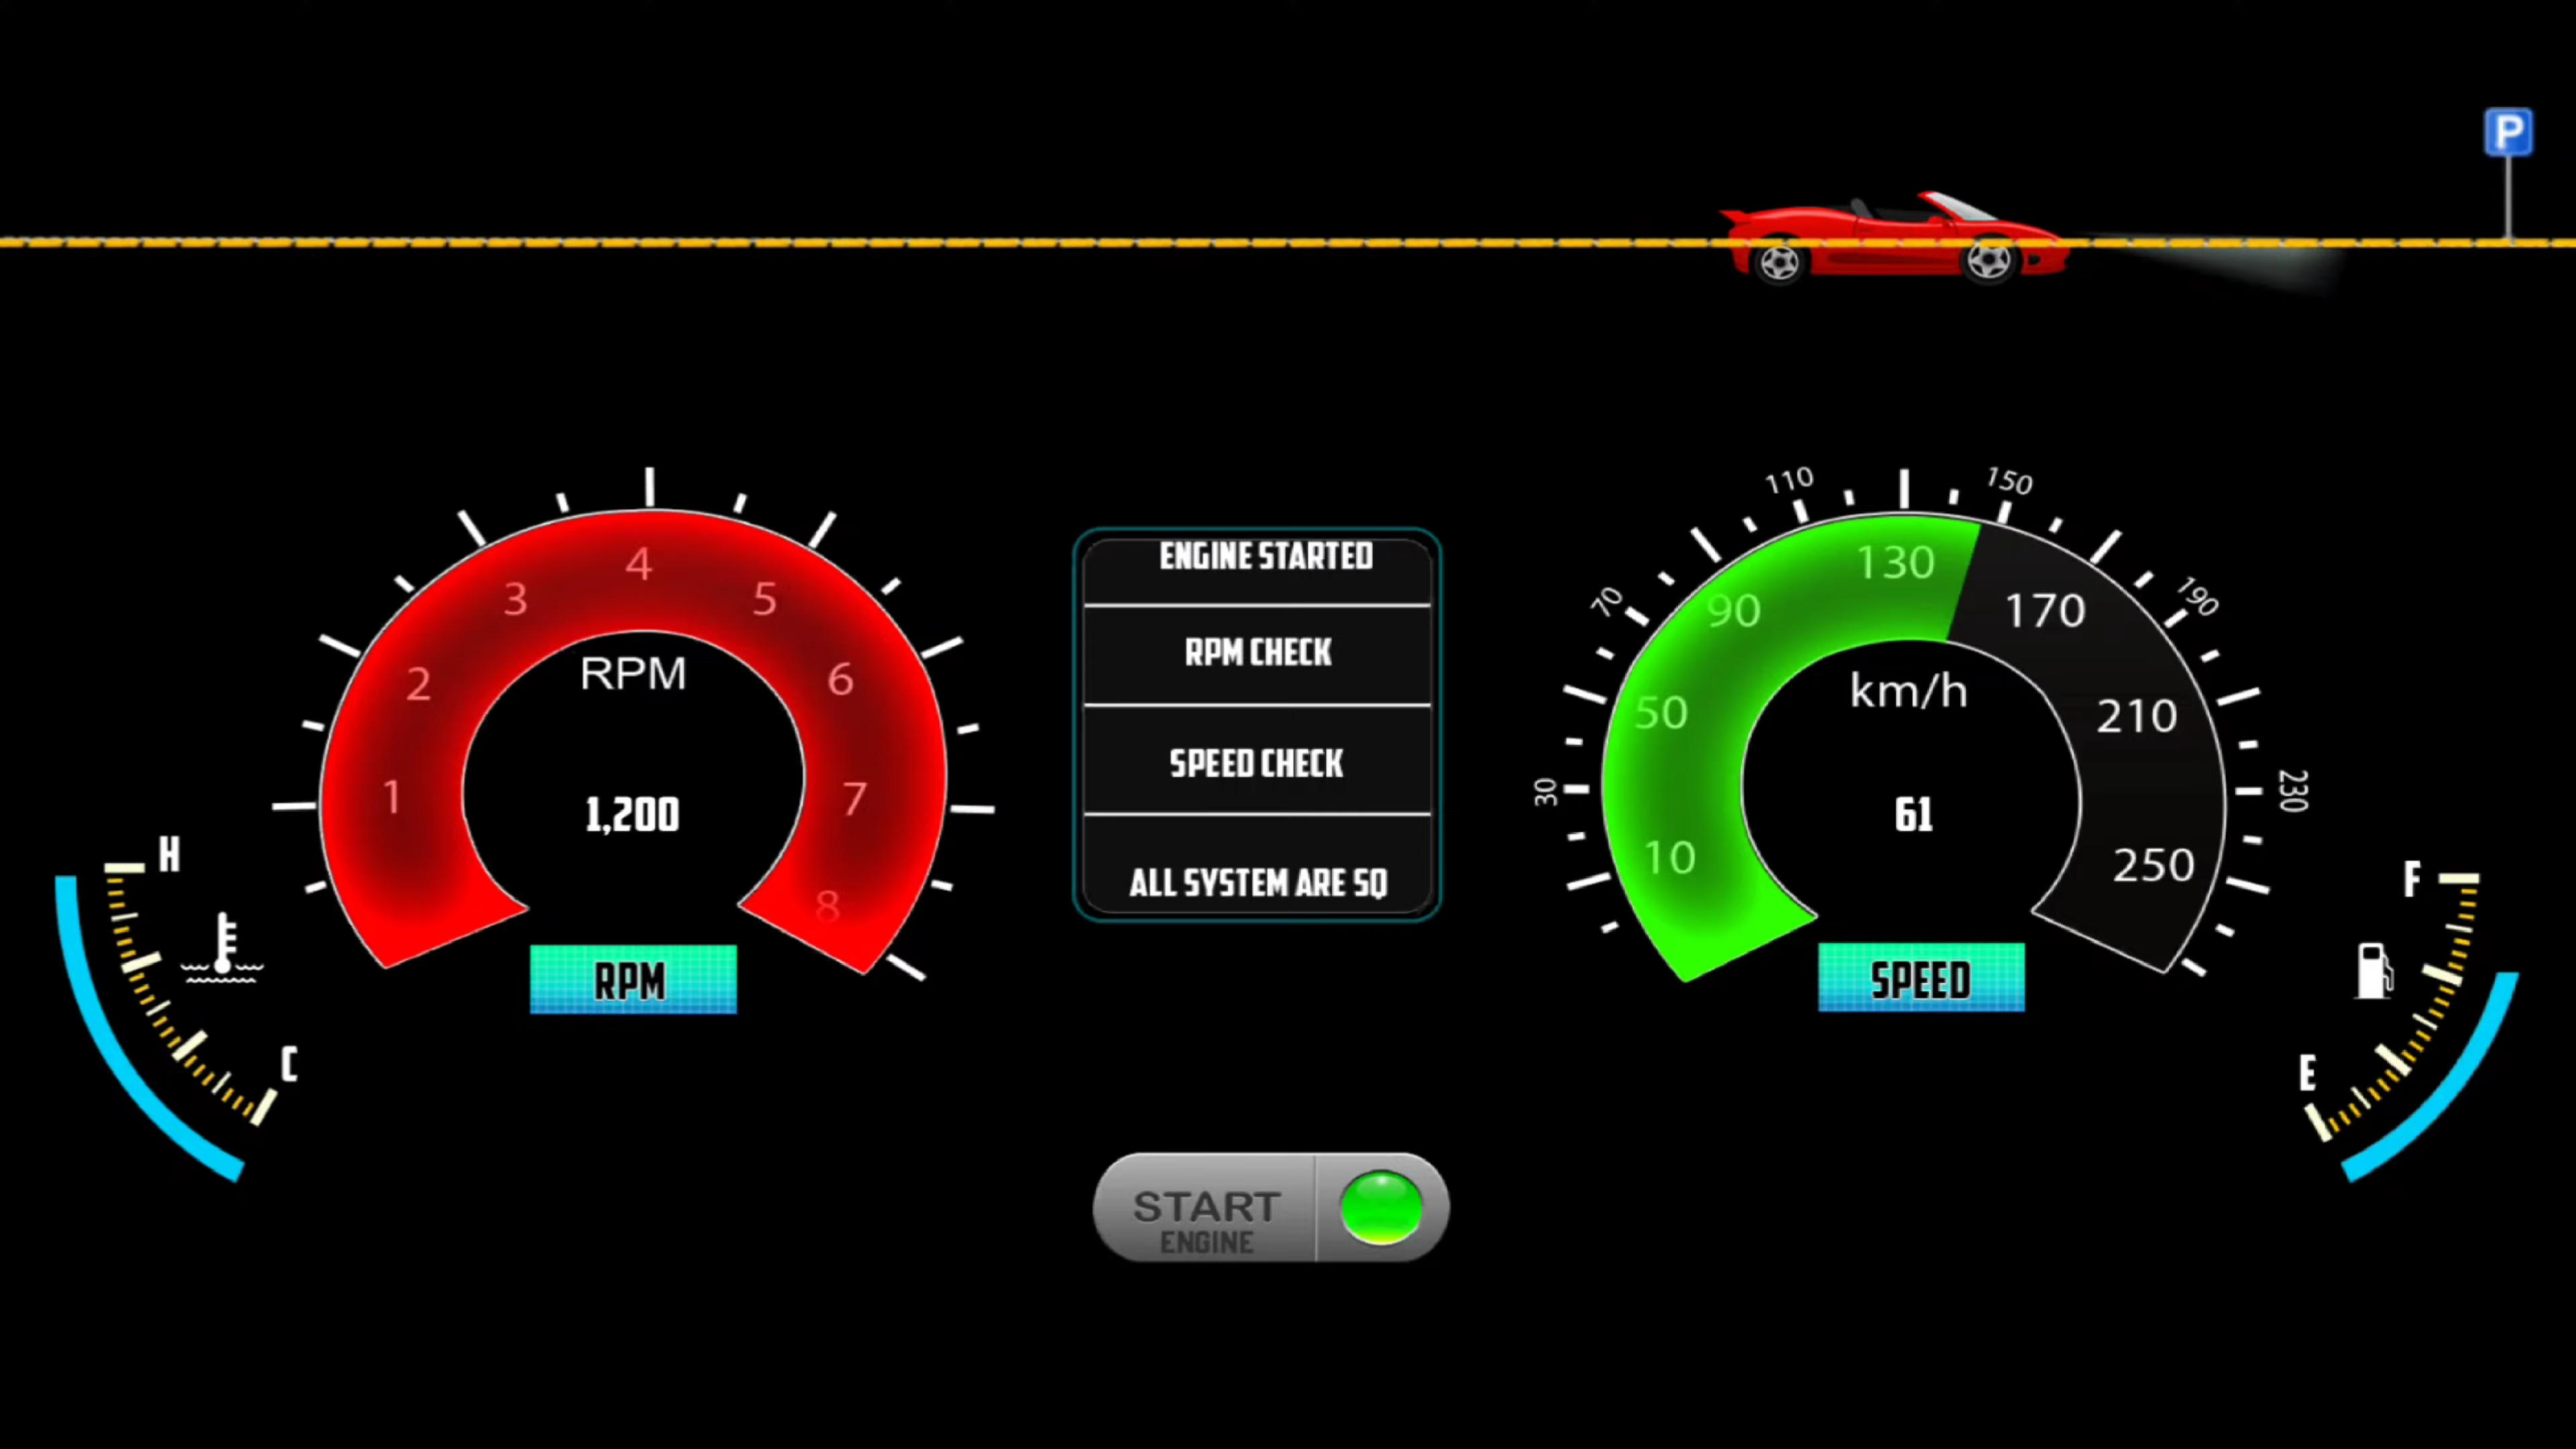 P
ENGINE STARTED
RPM CHECK
SPEED CHECK
ALL SYSTEM ARE SQ
1
2
3
4
5
6
7
8
RPM
1,200
RPM
10
30
50
70
90
110
130
150
170
190
210
230
250
km/h
61
SPEED
H
C
F
E
START
ENGINE